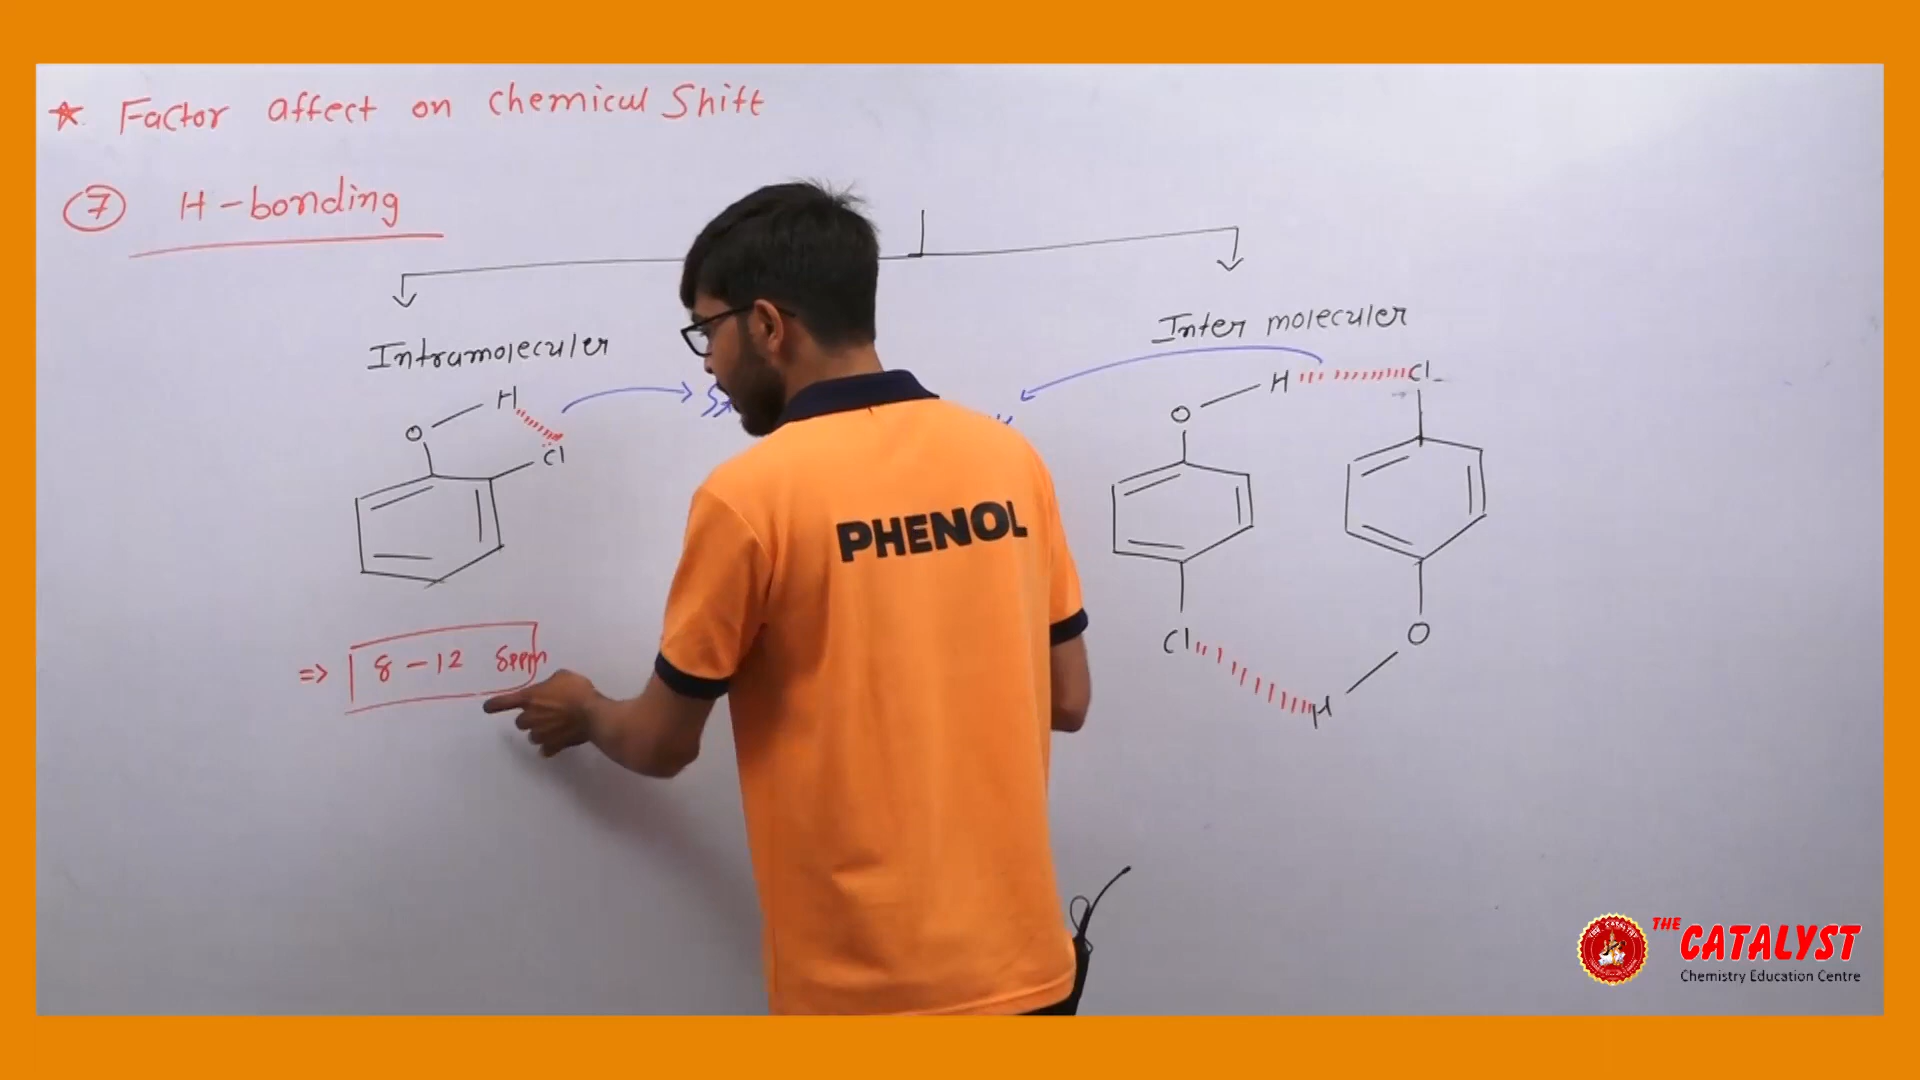 * Factor affect on Chemical Shift
7 H-bonding
Intramoleculer
Inter moleculer
H
O
Cl
H
Cl
O
PHENOL
=> 8 - 12 δppm
Cl
O
H
THE CATALYST
Chemistry Education Centre